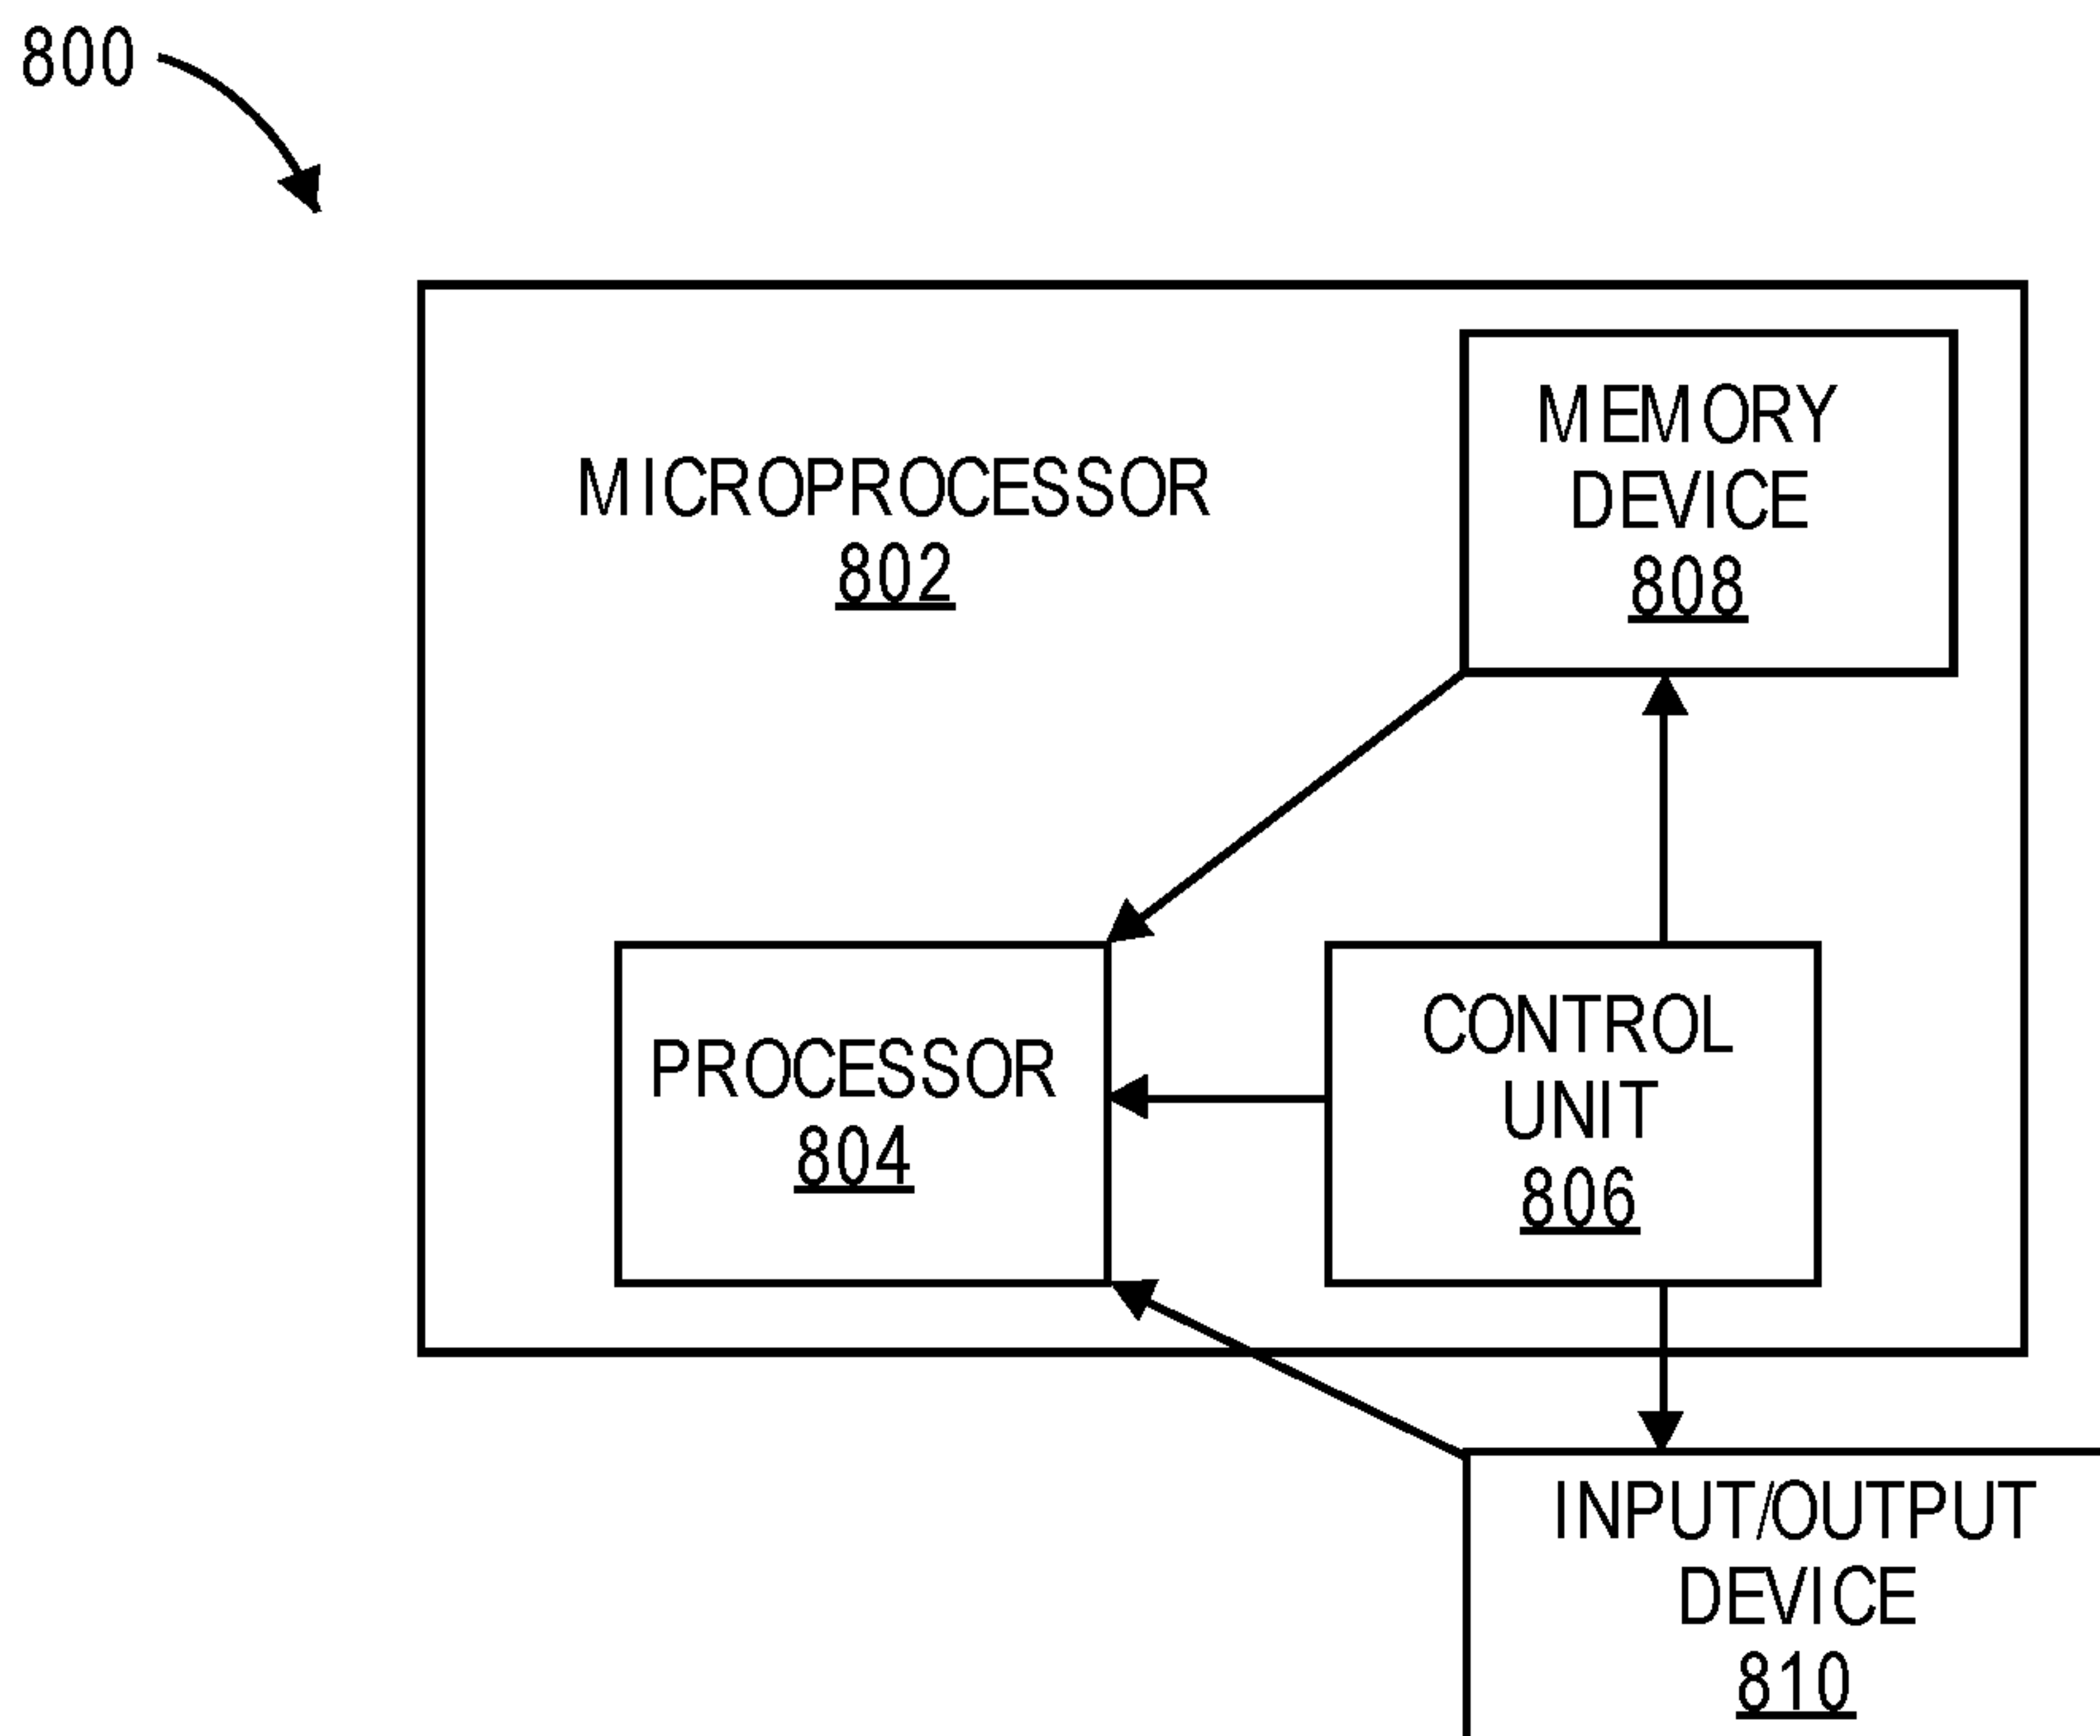 800
MICROPROCESSOR
802
MEMORY
DEVICE
808
PROCESSOR
804
CONTROL
UNIT
806
INPUT/OUTPUT
DEVICE
810